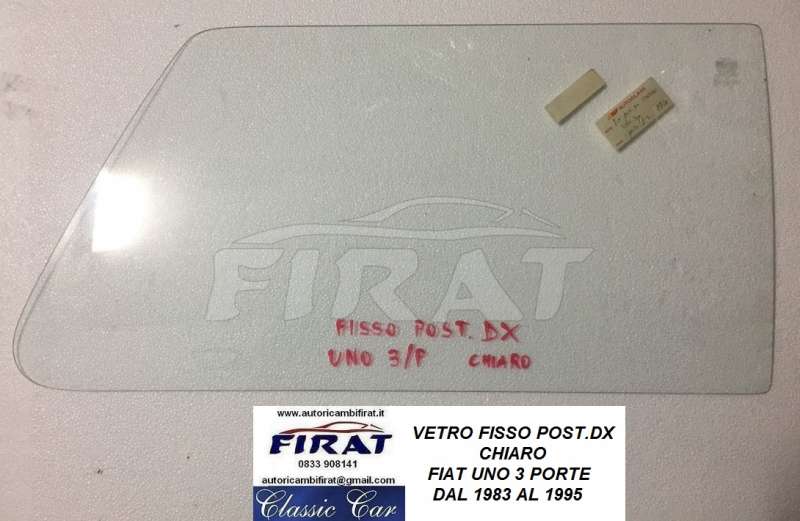 AUTOGLASS
FIRAT
FISSO POST. DX
UNO 3/P CHIARO
www.autoricambifirat.it
FIRAT
0833 908141
autoricambifirat@gmail.com
Classic Car
VETRO FISSO POST.DX
CHIARO
FIAT UNO 3 PORTE
DAL 1983 AL 1995